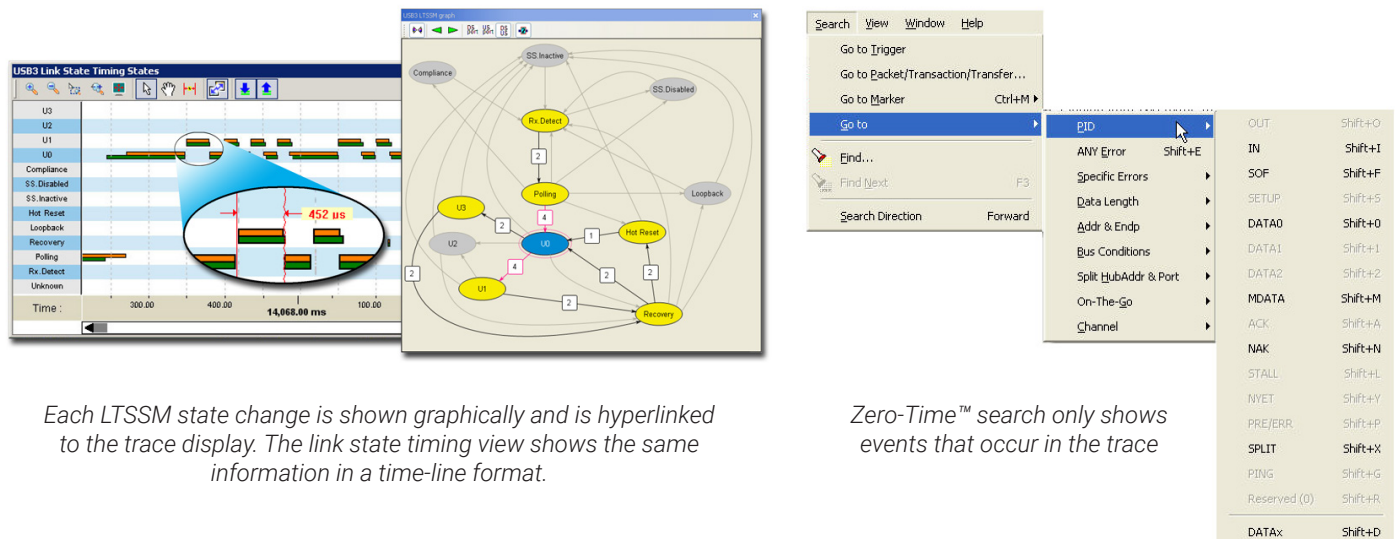 USB3 Link State Timing States
U3
U2
U1
U0
Compliance
SS.Disabled
SS.Inactive
Hot Reset
Loopback
Recovery
Polling
Rx.Detect
Unknown
452 µs
Time :
300.00
400.00
14,068.00 ms
100.00
USB3 LTSSM graph
SS.Inactive
Compliance
SS.Disabled
Rx.Detect
2
Polling
Loopback
U3
4
2
Hot Reset
1
U2
U0
2
4
2
2
U1
2
Recovery
Each LTSSM state change is shown graphically and is hyperlinked
to the trace display. The link state timing view shows the same
information in a time-line format.
Search View Window Help
Go to Trigger
Go to Packet/Transaction/Transfer...
Go to Marker Ctrl+M
Go to
Find...
Find Next F3
Search Direction Forward
PID
ANY Error Shift+E
Specific Errors
Data Length
Addr & Endp
Bus Conditions
Split HubAddr & Port
On-The-Go
Channel
OUT Shift+O
IN Shift+I
SOF Shift+F
SETUP Shift+S
DATA0 Shift+0
DATA1 Shift+1
DATA2 Shift+2
MDATA Shift+M
ACK Shift+A
NAK Shift+N
STALL Shift+L
NYET Shift+Y
PRE/ERR Shift+P
SPLIT Shift+X
PING Shift+G
Reserved (0) Shift+R
DATAx Shift+D
Zero-Time™ search only shows
events that occur in the trace